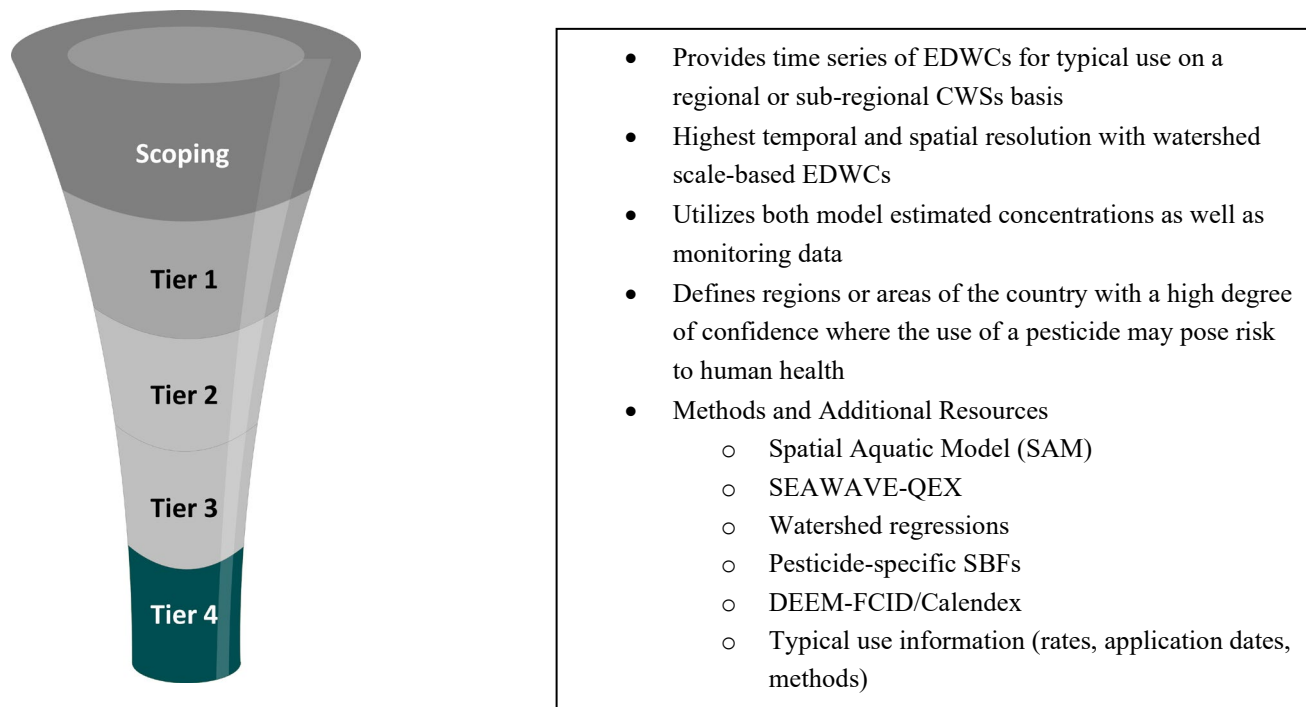 Scoping
Tier 1
Tier 2
Tier 3
Tier 4
• Provides time series of EDWCs for typical use on a
regional or sub-regional CWSs basis
• Highest temporal and spatial resolution with watershed
scale-based EDWCs
• Utilizes both model estimated concentrations as well as
monitoring data
• Defines regions or areas of the country with a high degree
of confidence where the use of a pesticide may pose risk
to human health
• Methods and Additional Resources
o Spatial Aquatic Model (SAM)
o SEAWAVE-QEX
o Watershed regressions
o Pesticide-specific SBFs
o DEEM-FCID/Calendex
o Typical use information (rates, application dates,
methods)